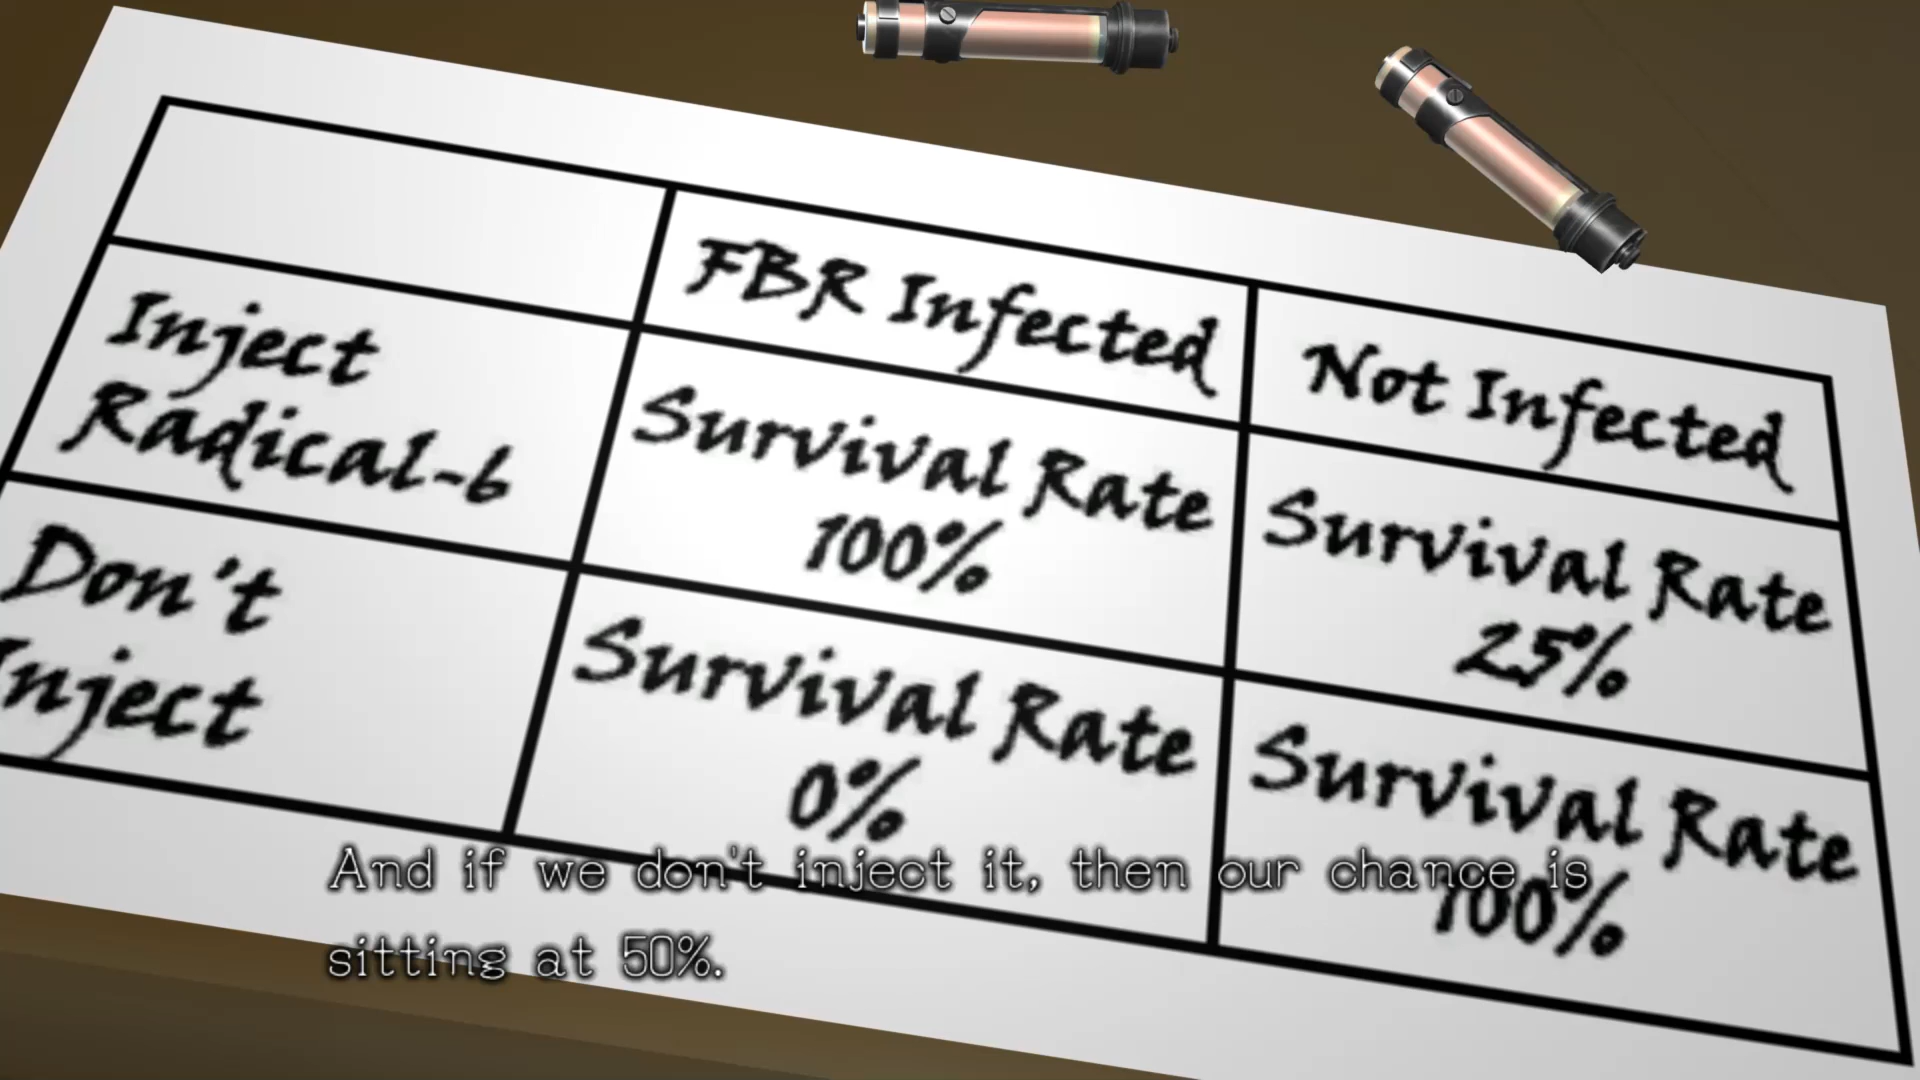 FBR Infected
Not Infected
Inject
Radical-6
Survival Rate
100%
Survival Rate
25%
Don't
Inject
Survival Rate
0%
Survival Rate
100%
And if we don't inject it, then our chance is
sitting at 50%.